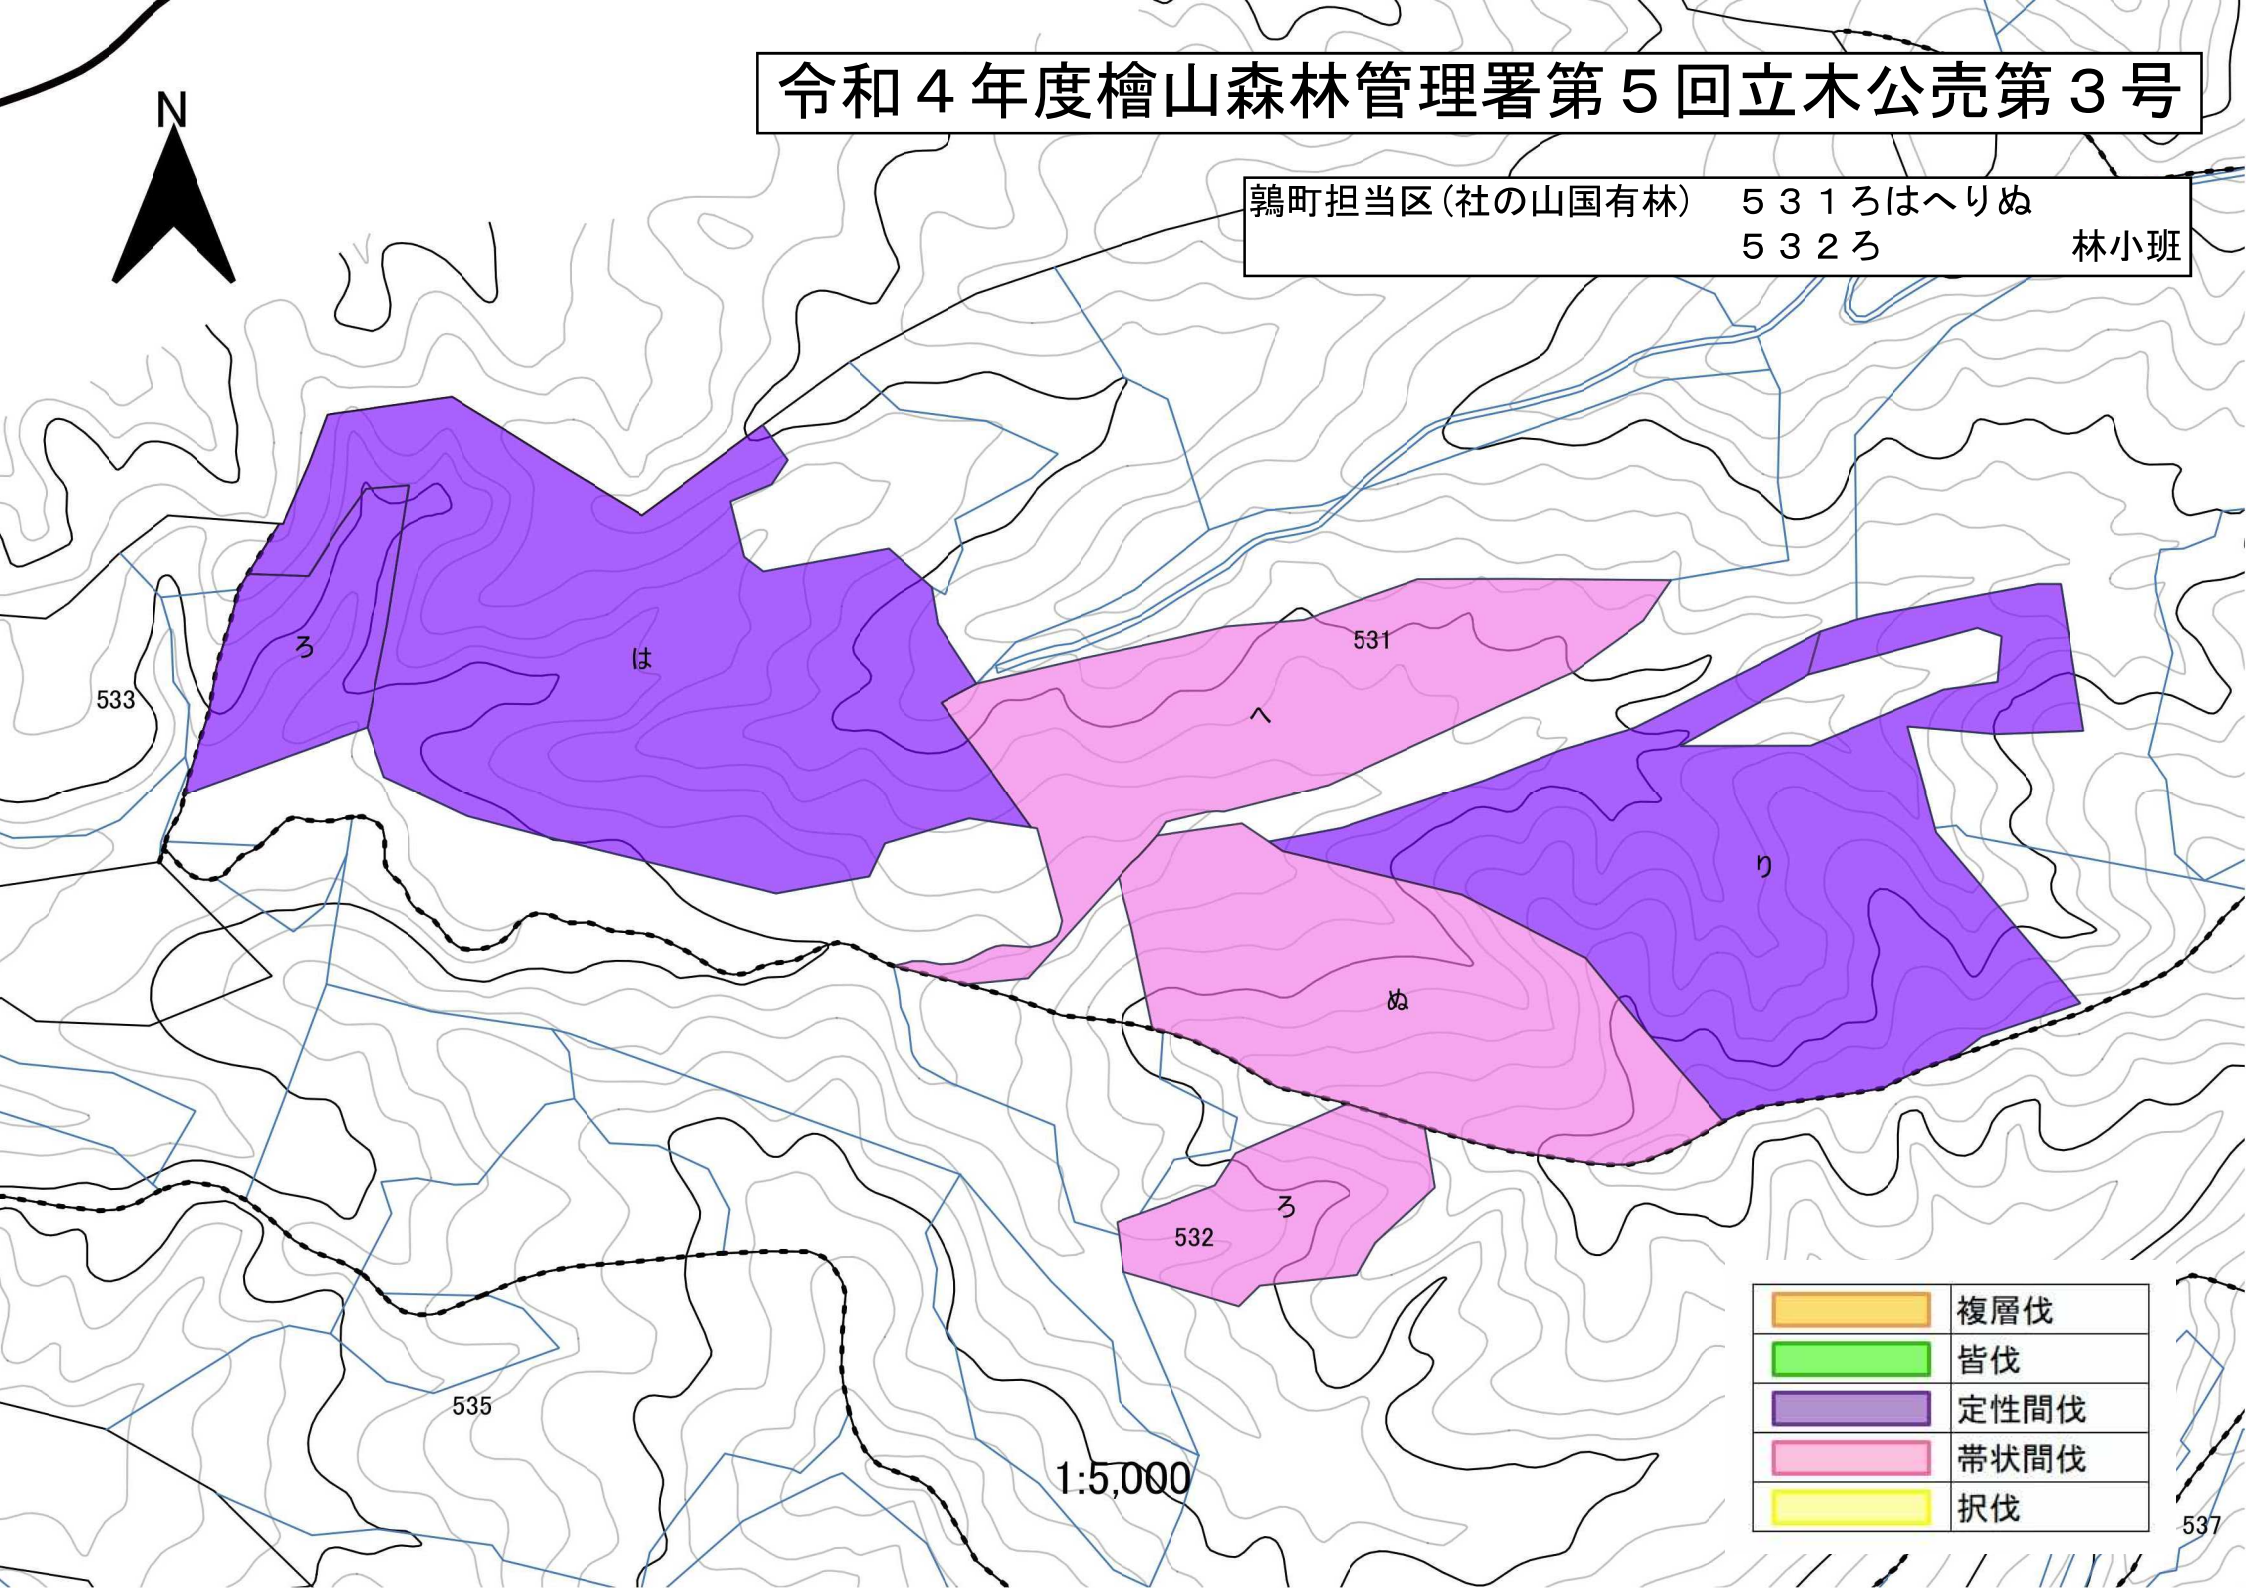 令和４年度檜山森林管理署第５回立木公売第３号
N
鶉町担当区(社の山国有林)　５３１ろはへりぬ
５３２ろ　林小班
531
ろ
は
533
へ
り
ぬ
ろ
532
535
1:5,000
複層伐
皆伐
定性間伐
帯状間伐
択伐
537